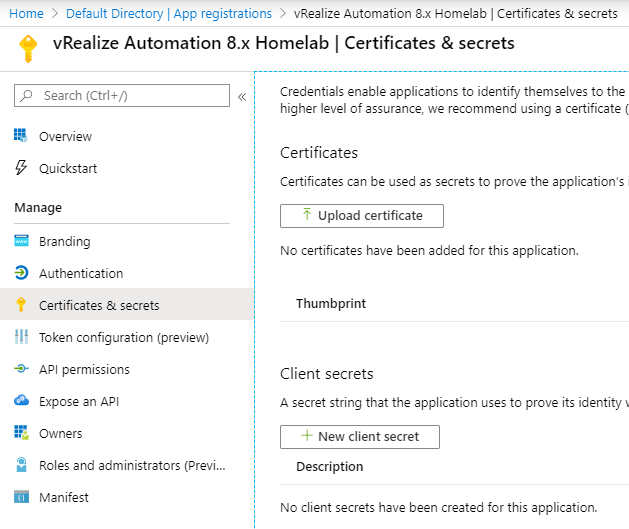 Home > Default Directory | App registrations > vRealize Automation 8.x Homelab | Certificates & secrets
vRealize Automation 8.x Homelab | Certificates & secrets
Search (Ctrl+/)
«
Overview
Quickstart
Manage
Branding
Authentication
Certificates & secrets
Token configuration (preview)
API permissions
Expose an API
Owners
Roles and administrators (Previ...
Manifest
Credentials enable applications to identify themselves to the
higher level of assurance, we recommend using a certificate (
Certificates
Certificates can be used as secrets to prove the application's i
Upload certificate
No certificates have been added for this application.
Thumbprint
Client secrets
A secret string that the application uses to prove its identity w
New client secret
Description
No client secrets have been created for this application.